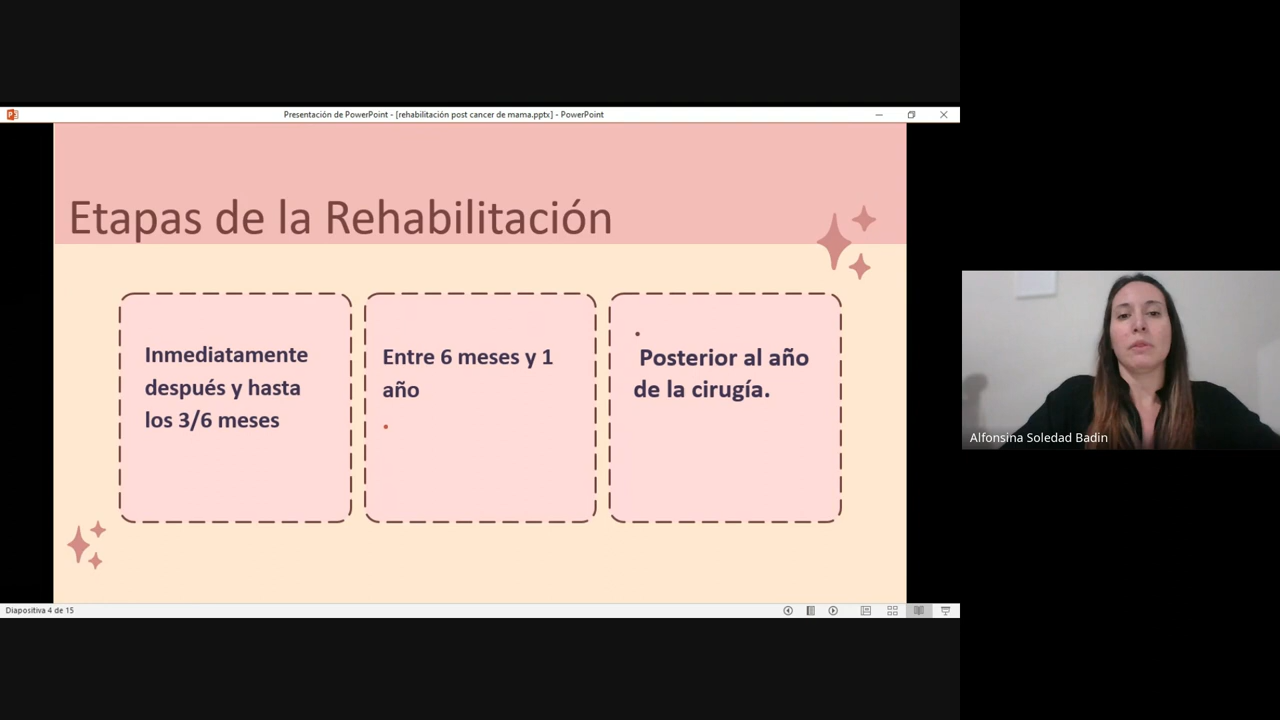 Presentación de PowerPoint - [rehabilitación post cancer de mama.pptx] - PowerPoint
Etapas de la Rehabilitación
Inmediatamente
después y hasta
los 3/6 meses
Entre 6 meses y 1
año
Posterior al año
de la cirugía.
Alfonsina Soledad Badin
Diapositiva 4 de 15